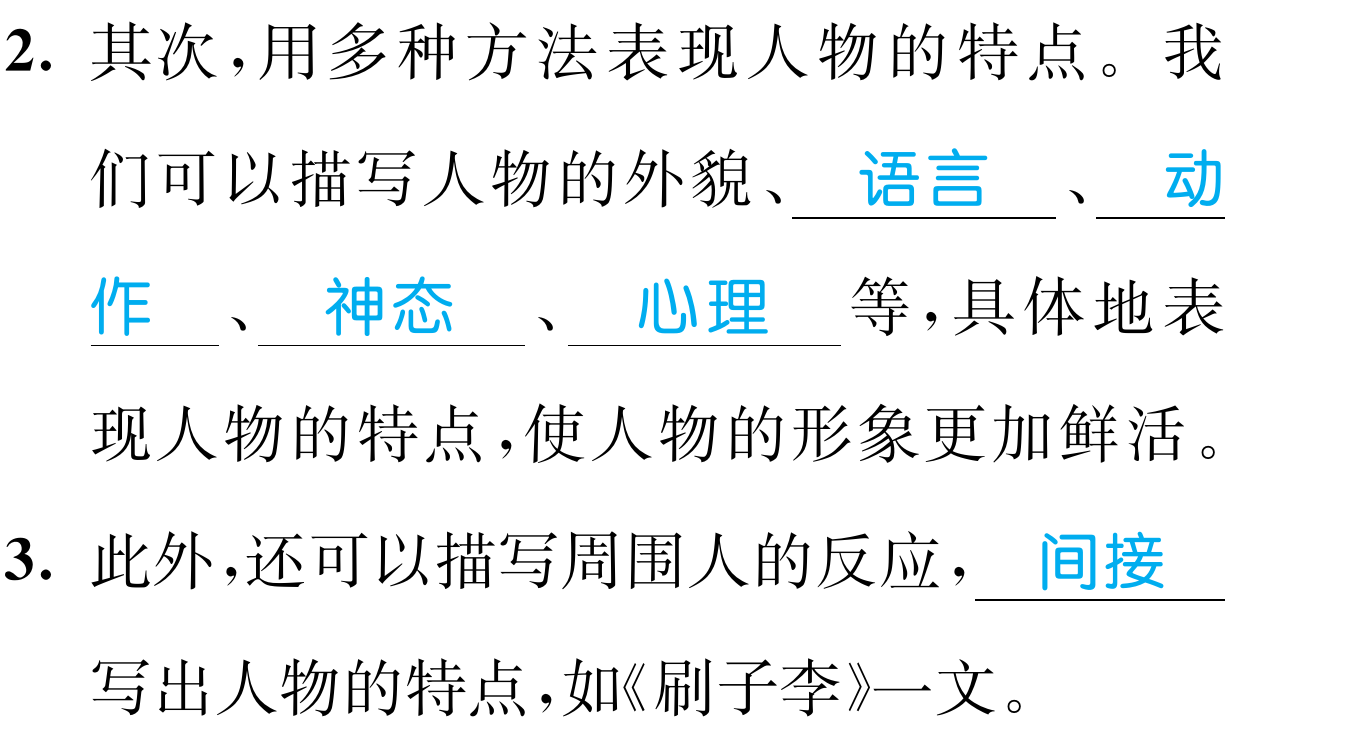 2. 其次,用多种方法表现人物的特点。我
们可以描写人物的外貌、语言、动
作、神态、心理等,具体地表
现人物的特点,使人物的形象更加鲜活。
3. 此外,还可以描写周围人的反应,间接
写出人物的特点,如《刷子李》一文。